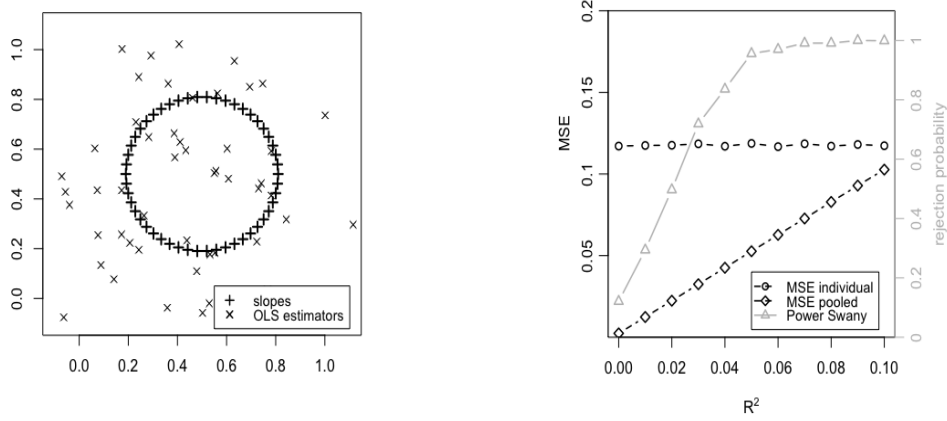 0.0 0.2 0.4 0.6 0.8 1.0
0.0 0.2 0.4 0.6 0.8 1.0
slopes
OLS estimators
MSE
0.05 0.1 0.15 0.2
0.00 0.02 0.04 0.06 0.08 0.10
R²
rejection probability
0 0.2 0.4 0.6 0.8 1
MSE individual
MSE pooled
Power Swany